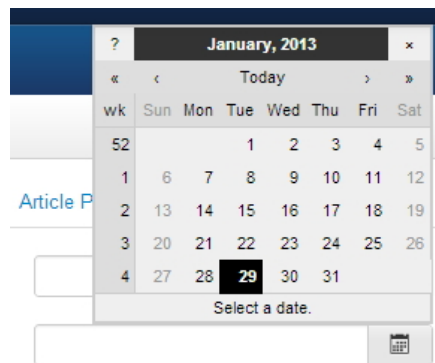 ? January, 2013 ×
« ‹ Today › »
wk Sun Mon Tue Wed Thu Fri Sat
52 1 2 3 4 5
1 6 7 8 9 10 11 12
Article P
2 13 14 15 16 17 18 19
3 20 21 22 23 24 25 26
4 27 28 29 30 31
Select a date.